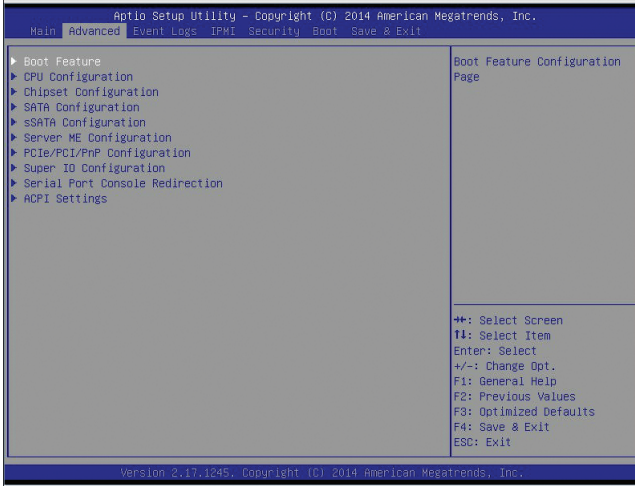 Aptio Setup Utility – Copyright (C) 2014 American Megatrends, Inc.
Main Advanced Event Logs IPMI Security Boot Save & Exit
Boot Feature
CPU Configuration
Chipset Configuration
SATA Configuration
sSATA Configuration
Server ME Configuration
PCIe/PCI/PnP Configuration
Super IO Configuration
Serial Port Console Redirection
ACPI Settings
Boot Feature Configuration
Page
→←: Select Screen
↑↓: Select Item
Enter: Select
+/-: Change Opt.
F1: General Help
F2: Previous Values
F3: Optimized Defaults
F4: Save & Exit
ESC: Exit
Version 2.17.1245. Copyright (C) 2014 American Megatrends, Inc.